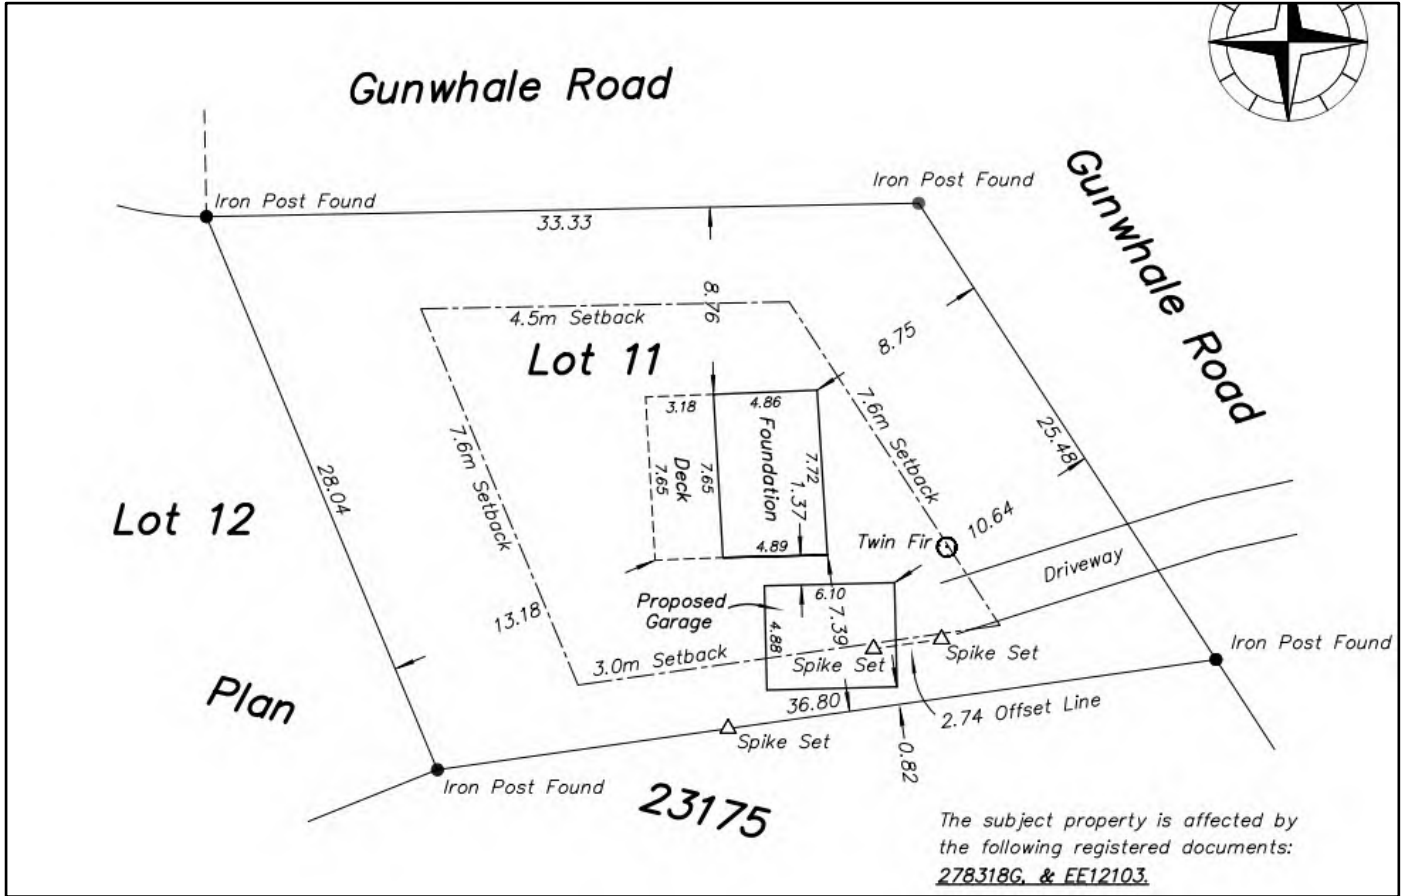 Gunwhale Road
Iron Post Found
Iron Post Found
33.33
Gunwhale Road
8.76
4.5m Setback
Lot 11
8.75
3.18
4.86
7.6m Setback
Foundation
7.72
1.37
Deck
7.65
7.65
4.89
25.48
7.6m Setback
28.04
Lot 12
Twin Fir
10.64
Driveway
Proposed
Garage
6.10
4.88
7.39
13.18
3.0m Setback
Spike Set
Spike Set
Iron Post Found
Plan
36.80
2.74 Offset Line
Spike Set
0.82
Iron Post Found
23175
The subject property is affected by
the following registered documents:
278318G, & EE12103.